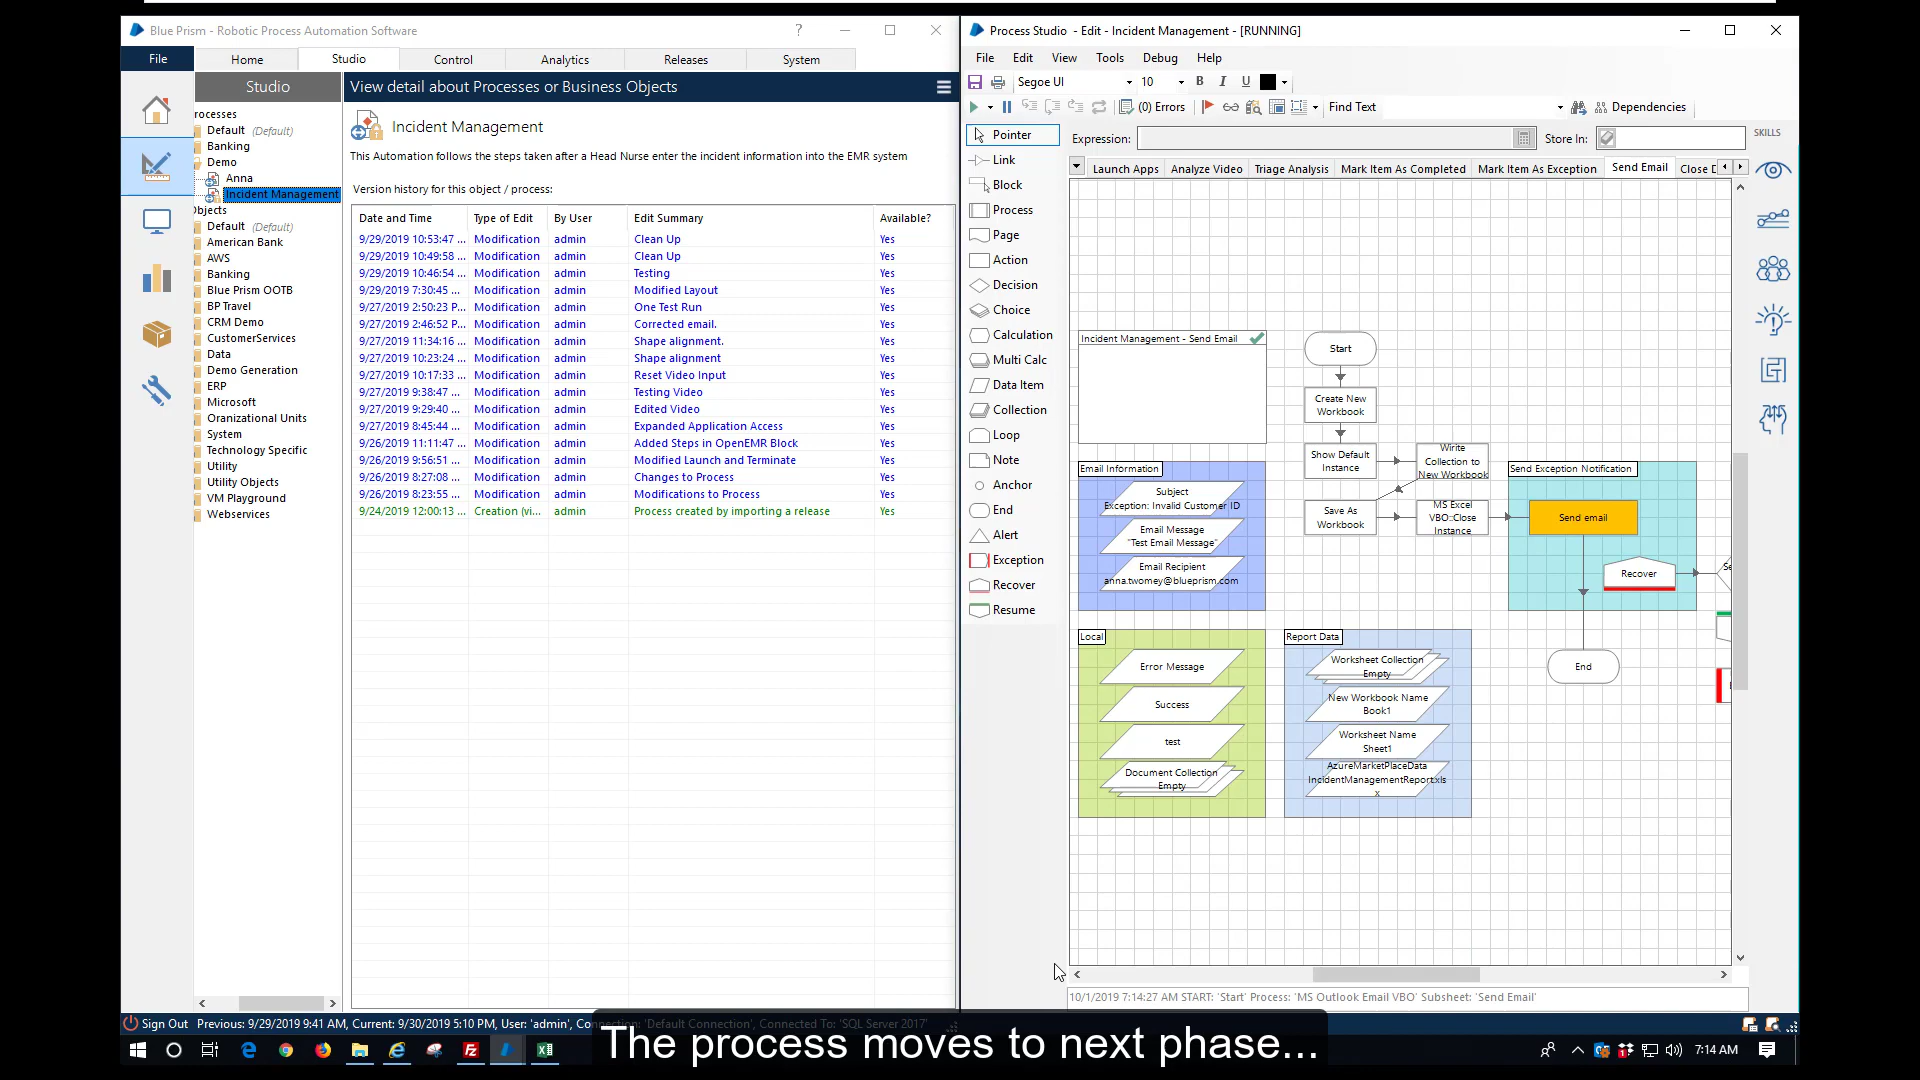 Blue Prism - Robotic Process Automation Software
?
File
Home
Studio
Control
Analytics
Releases
System
Studio
View detail about Processes or Business Objects
rocesses
Default (Default)
Banking
Demo
Anna
Incident Management
Objects
Default (Default)
American Bank
AWS
Banking
Blue Prism OOTB
BP Travel
CRM Demo
CustomerServices
Data
Demo Generation
ERP
Microsoft
Oranizational Units
System
Technology Specific
Utility
Utility Objects
VM Playground
Webservices
Incident Management
This Automation follows the steps taken after a Head Nurse enter the incident information into the EMR system
Version history for this object / process:
Date and Time Type of Edit By User Edit Summary Available?
9/29/2019 10:53:47 ... Modification admin Clean Up Yes
9/29/2019 10:49:58 ... Modification admin Clean Up Yes
9/29/2019 10:46:54 ... Modification admin Testing Yes
9/29/2019 7:30:45 ... Modification admin Modified Layout Yes
9/27/2019 2:50:23 P... Modification admin One Test Run Yes
9/27/2019 2:46:52 P... Modification admin Corrected email. Yes
9/27/2019 11:34:16 ... Modification admin Shape alignment. Yes
9/27/2019 10:23:24 ... Modification admin Shape alignment Yes
9/27/2019 10:17:33 ... Modification admin Reset Video Input Yes
9/27/2019 9:38:47 ... Modification admin Testing Video Yes
9/27/2019 9:29:40 ... Modification admin Edited Video Yes
9/27/2019 8:45:44 ... Modification admin Expanded Application Access Yes
9/26/2019 11:11:47 ... Modification admin Added Steps in OpenEMR Block Yes
9/26/2019 9:56:51 ... Modification admin Modified Launch and Terminate Yes
9/26/2019 8:27:08 ... Modification admin Changes to Process Yes
9/26/2019 8:23:55 ... Modification admin Modifications to Process Yes
9/24/2019 12:00:13 ... Creation (vi... admin Process created by importing a release Yes
Process Studio - Edit - Incident Management - [RUNNING]
File Edit View Tools Debug Help
Segoe UI 10 B I U
(0) Errors Find Text Dependencies
Expression: Store In:
SKILLS
Launch Apps Analyze Video Triage Analysis Mark Item As Completed Mark Item As Exception Send Email Close D
Pointer
Link
Block
Process
Page
Action
Decision
Choice
Calculation
Multi Calc
Data Item
Collection
Loop
Note
Anchor
End
Alert
Exception
Recover
Resume
Incident Management - Send Email
Start
Create New
Workbook
Show Default
Instance
Wirite
Collection to
New Workbook
Save As
Workbook
MS Excel
VBO::Close
Instance
Send Exception Notification
Send email
Recover
Se
End
Email Information
Subject
Exception: Invalid Customer ID
Email Message
"Test Email Message"
Email Recipient
anna.twomey@blueprism.com
Local
Error Message
Success
test
Document Collection
Empty
Report Data
Worksheet Collection
Empty
New Workbook Name
Book1
Worksheet Name
Sheet1
AzureMarketPlaceData
IncidentManagementReport.xls
x
10/1/2019 7:14:27 AM START: 'Start' Process: 'MS Outlook Email VBO' Subsheet: 'Send Email'
Sign Out Previous: 9/29/2019 9:41 AM, Current: 9/30/2019 5:10 PM, User: 'admin', Connection: 'Default Connection', Connected To: 'SQL Server 2017'
The process moves to next phase...
7:14 AM